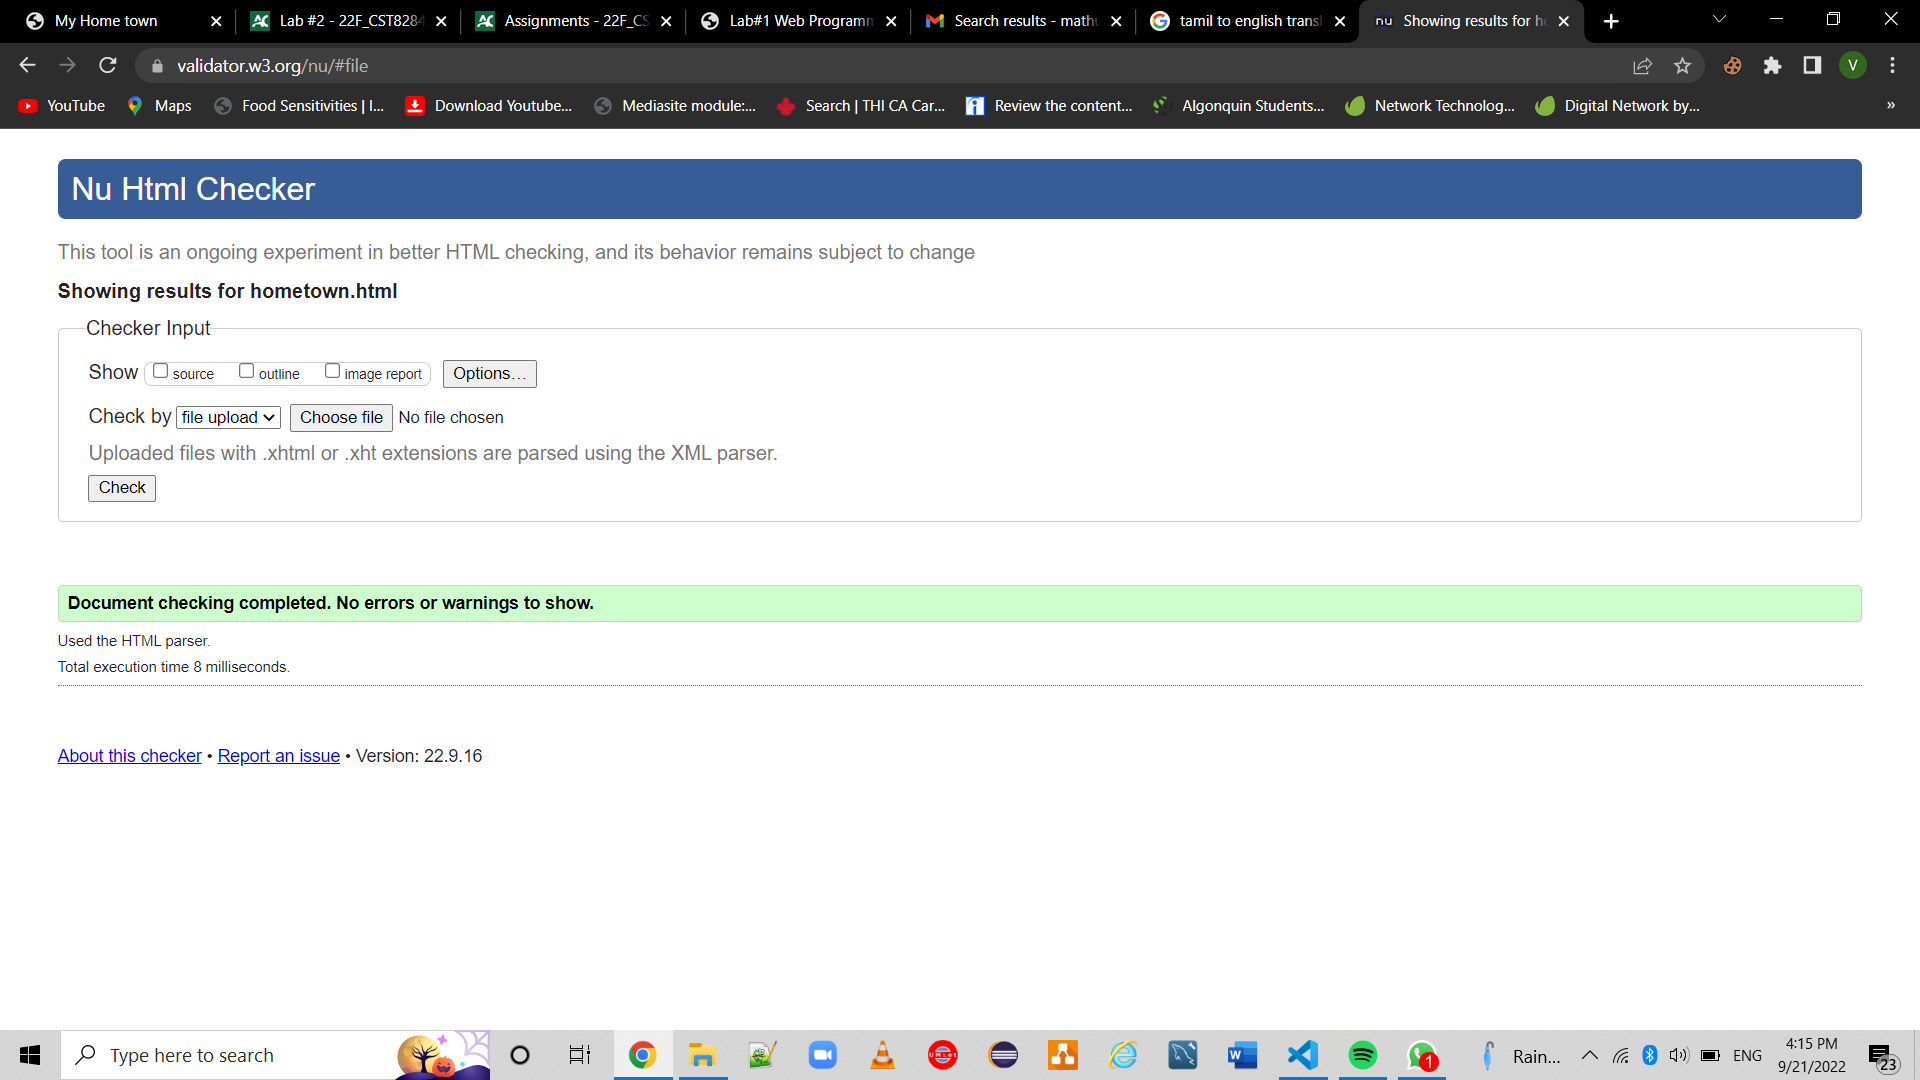 My Home town
Lab #2 - 22F_CST8284
Assignments - 22F_CS
Lab#1 Web Programm
Search results - mathu
tamil to english transl
nu Showing results for ho
validator.w3.org/nu/#file
V
YouTube
Maps
Food Sensitivities | I...
Download Youtube...
Mediasite module:...
Search | THI CA Car...
Review the content...
Algonquin Students...
Network Technolog...
Digital Network by...
»
Nu Html Checker
This tool is an ongoing experiment in better HTML checking, and its behavior remains subject to change
Showing results for hometown.html
Checker Input
Show source outline image report Options...
Check by file upload Choose file No file chosen
Uploaded files with .xhtml or .xht extensions are parsed using the XML parser.
Check
Document checking completed. No errors or warnings to show.
Used the HTML parser.
Total execution time 8 milliseconds.
About this checker • Report an issue • Version: 22.9.16
Type here to search
UMLet
W
1
Rain...
ENG
4:15 PM
9/21/2022
23